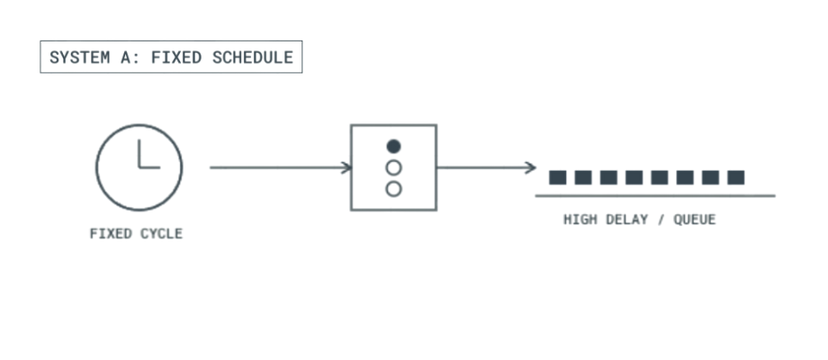 SYSTEM A: FIXED SCHEDULE
FIXED CYCLE
HIGH DELAY / QUEUE